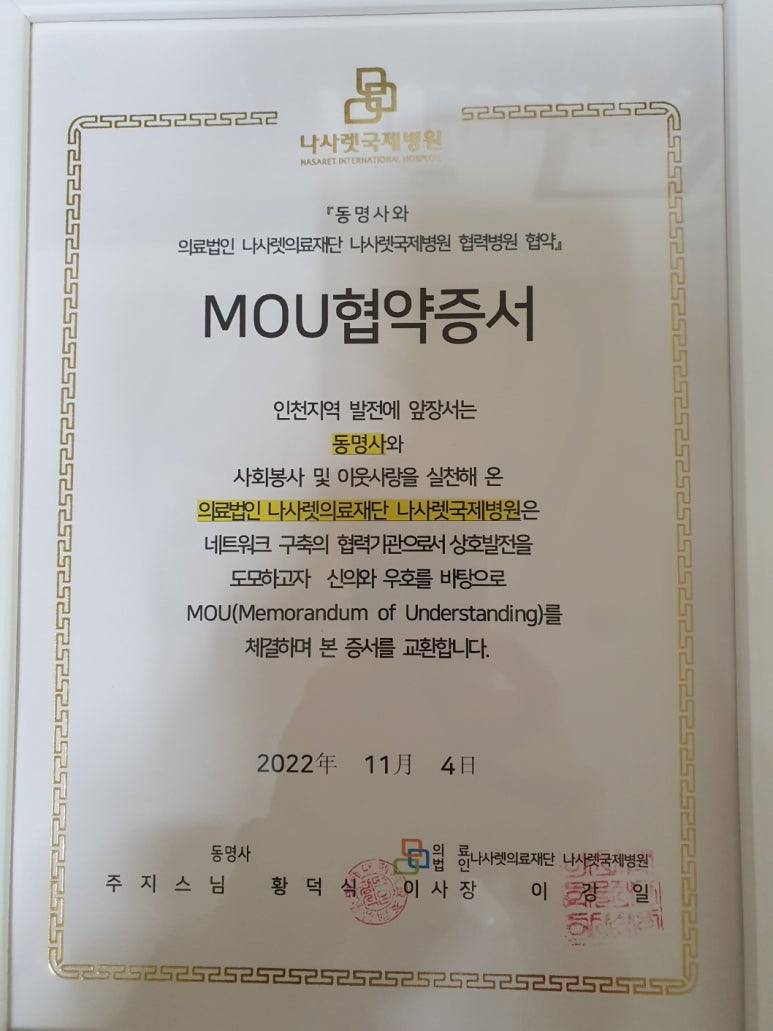 나사렛국제병원
NASARET INTERNATIONAL HOSPITAL
『동명사와
의료법인 나사렛의료재단 나사렛국제병원 협력병원 협약』
MOU협약증서
인천지역 발전에 앞장서는
동명사와
사회봉사 및 이웃사랑을 실천해 온
의료법인 나사렛의료재단 나사렛국제병원은
네트워크 구축의 협력기관으로서 상호발전을
도모하고자 신의와 우호를 바탕으로
MOU(Memorandum of Understanding)를
체결하며 본 증서를 교환합니다.
2022年 11月 4日
동명사
주지스님 황덕식
의료법인 나사렛의료재단 나사렛국제병원
이사장 이강일